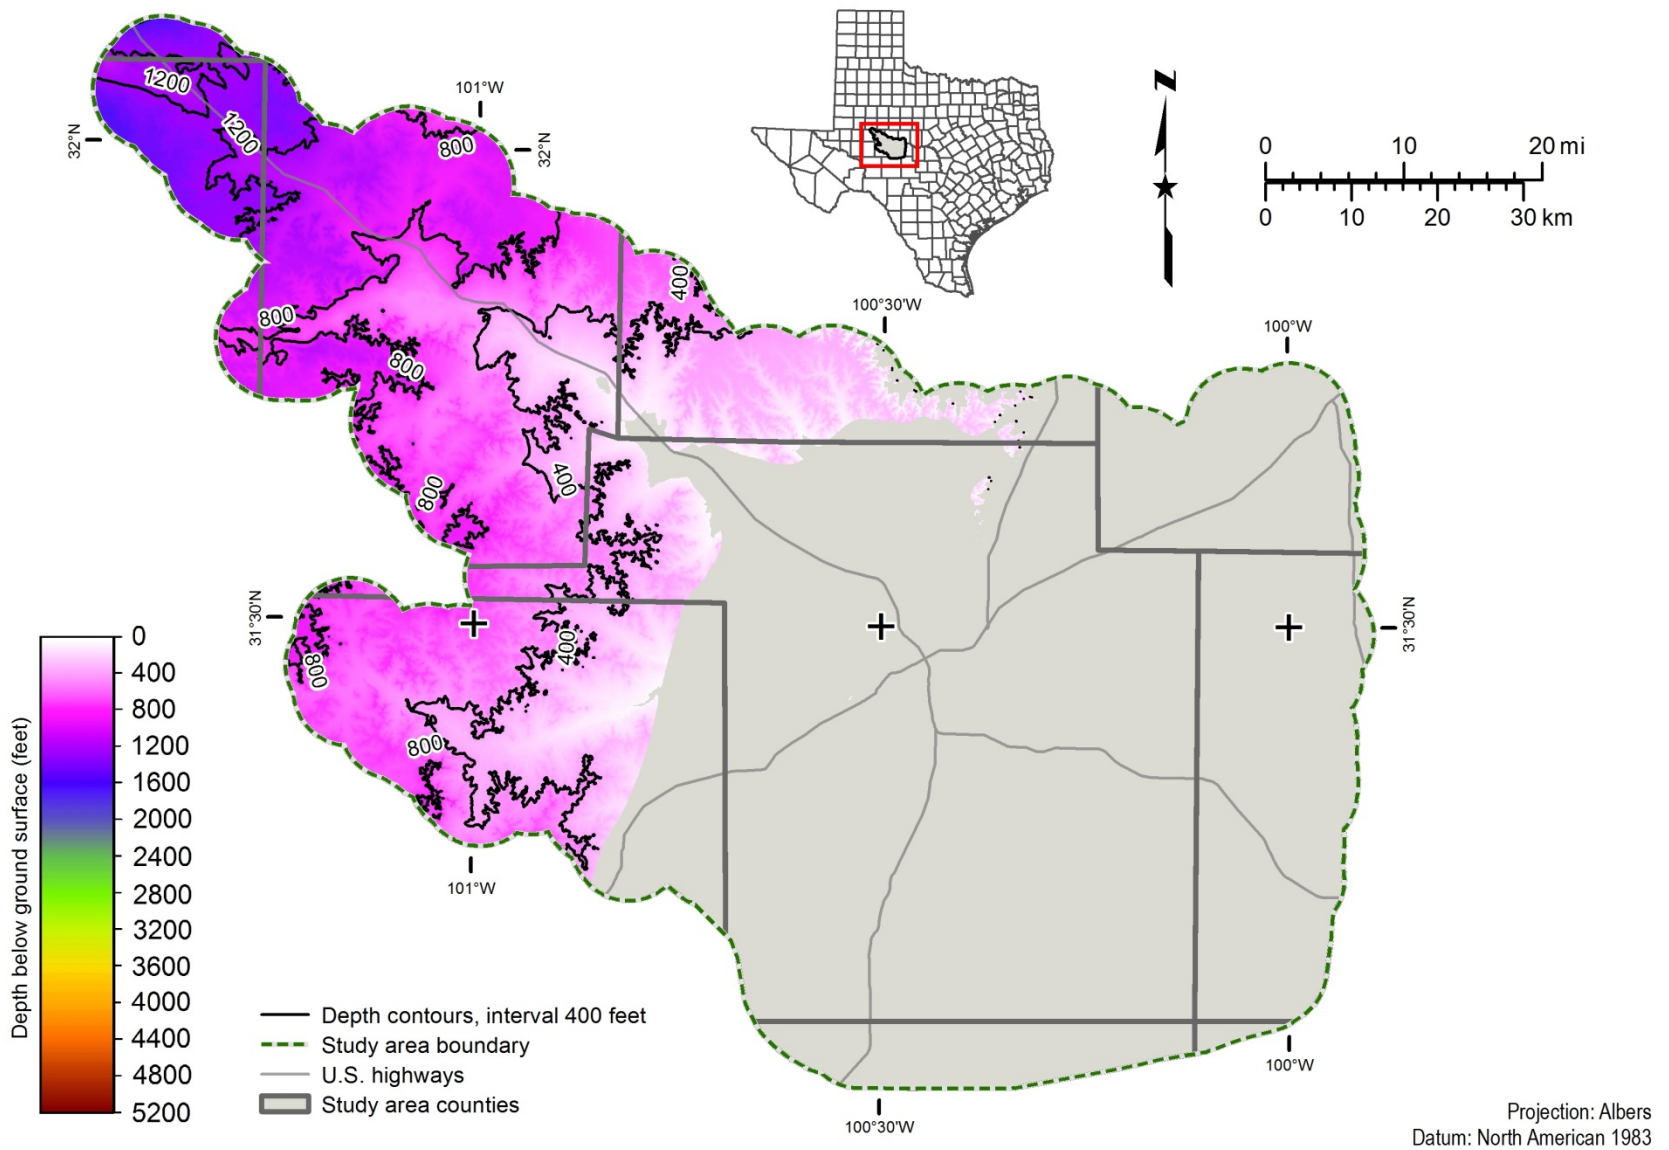 101°W
1200
32°N
1200
800
32°N
N
0 10 20 mi
0 10 20 30 km
400
100°30'W
800
100°W
800
800
400
31°30'N
400
31°30'N
800
800
101°W
Depth below ground surface (feet)
0
400
800
1200
1600
2000
2400
2800
3200
3600
4000
4400
4800
5200
Depth contours, interval 400 feet
Study area boundary
U.S. highways
Study area counties
100°W
100°30'W
Projection: Albers
Datum: North American 1983